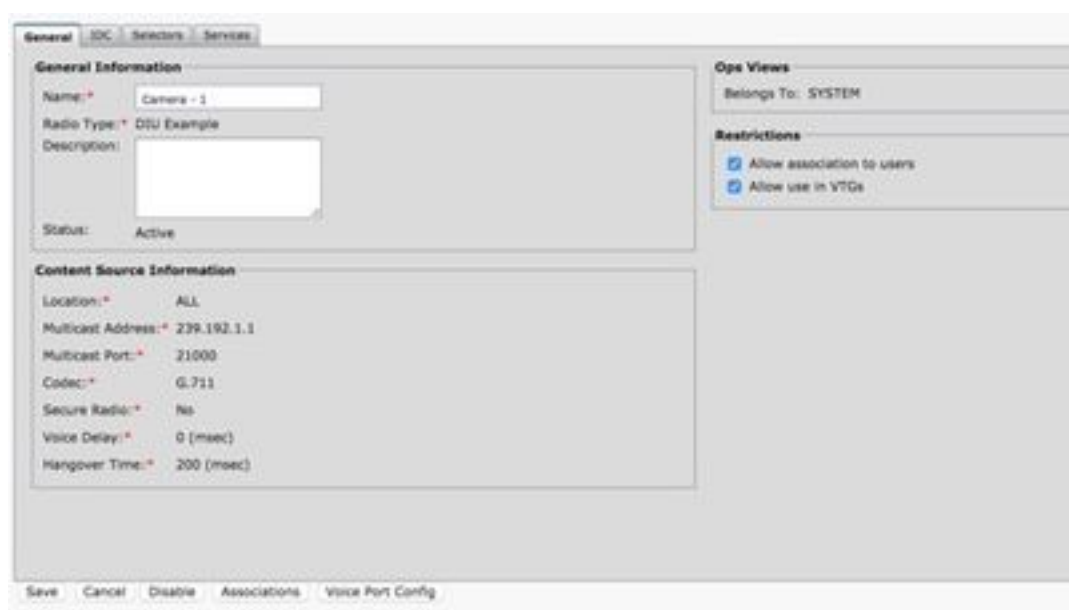 General IDC Selectors Services
General Information
Name:* Camera - 1
Radio Type:* DIU Example
Description:
Status: Active
Content Source Information
Location:* ALL
Multicast Address:* 239.192.1.1
Multicast Port:* 21000
Codec:* G.711
Secure Radio:* No
Voice Delay:* 0 (msec)
Hangover Time:* 200 (msec)
Ops Views
Belongs To: SYSTEM
Restrictions
Allow association to users
Allow use in VTGs
Save Cancel Disable Associations Voice Port Config